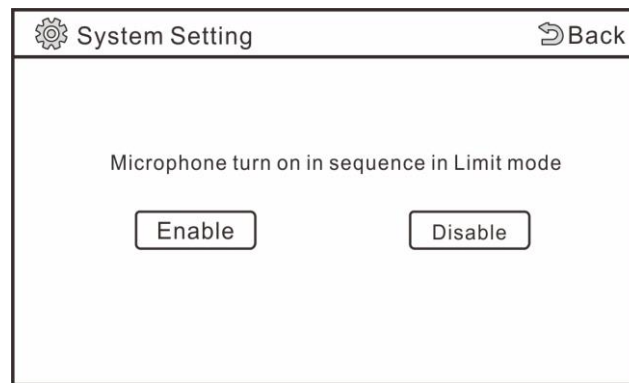 System Setting
Back
Microphone turn on in sequence in Limit mode
Enable
Disable